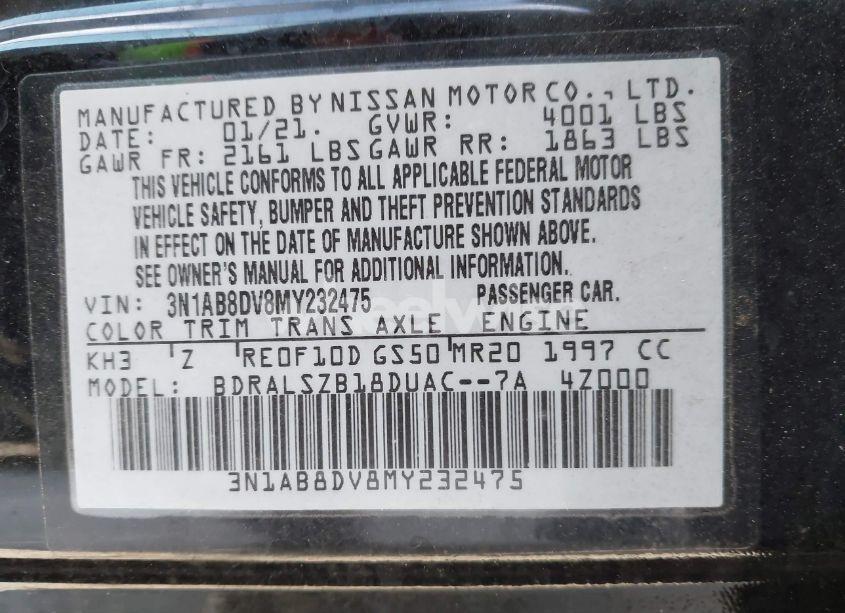 MANUFACTURED BY NISSAN MOTOR CO., LTD.
DATE: 01/21. GVWR: 4001 LBS
GAWR FR: 2161 LBS GAWR RR: 1863 LBS
THIS VEHICLE CONFORMS TO ALL APPLICABLE FEDERAL MOTOR
VEHICLE SAFETY, BUMPER AND THEFT PREVENTION STANDARDS
IN EFFECT ON THE DATE OF MANUFACTURE SHOWN ABOVE.
SEE OWNER'S MANUAL FOR ADDITIONAL INFORMATION.
VIN: 3N1AB8DV8MY232475 PASSENGER CAR.
COLOR TRIM TRANS AXLE ENGINE
KH3 Z RE0F10D GS50 MR20 1997 CC
MODEL: BDRALSZB18DUAC--7A 4Z000
3N1AB8DV8MY232475